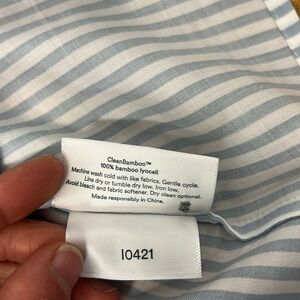 CleanBamboo™
100% bamboo lyocell
Machine wash cold with like fabrics. Gentle cycle.
Line dry or tumble dry low. Iron low,
Avoid bleach and fabric softener. Dry clean optional.
Made responsibly in China.
I0421